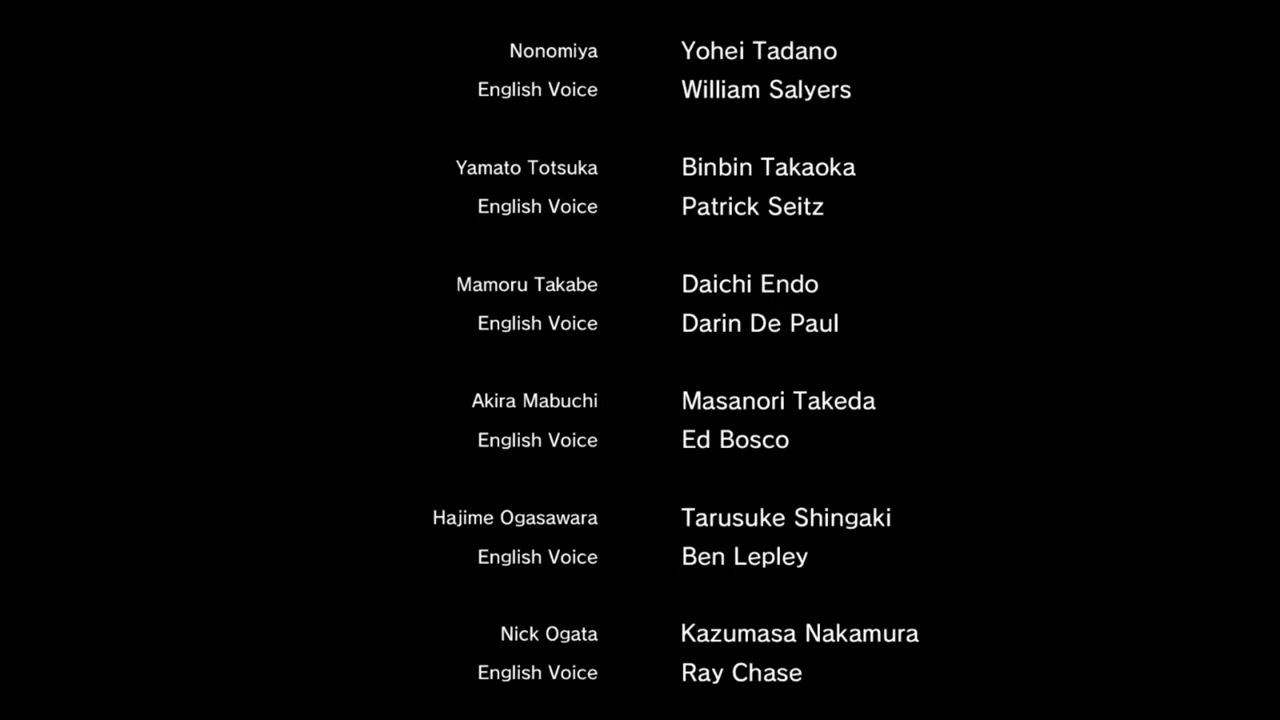 Nonomiya Yohei Tadano
English Voice William Salyers
Yamato Totsuka Binbin Takaoka
English Voice Patrick Seitz
Mamoru Takabe Daichi Endo
English Voice Darin De Paul
Akira Mabuchi Masanori Takeda
English Voice Ed Bosco
Hajime Ogasawara Tarusuke Shingaki
English Voice Ben Lepley
Nick Ogata Kazumasa Nakamura
English Voice Ray Chase